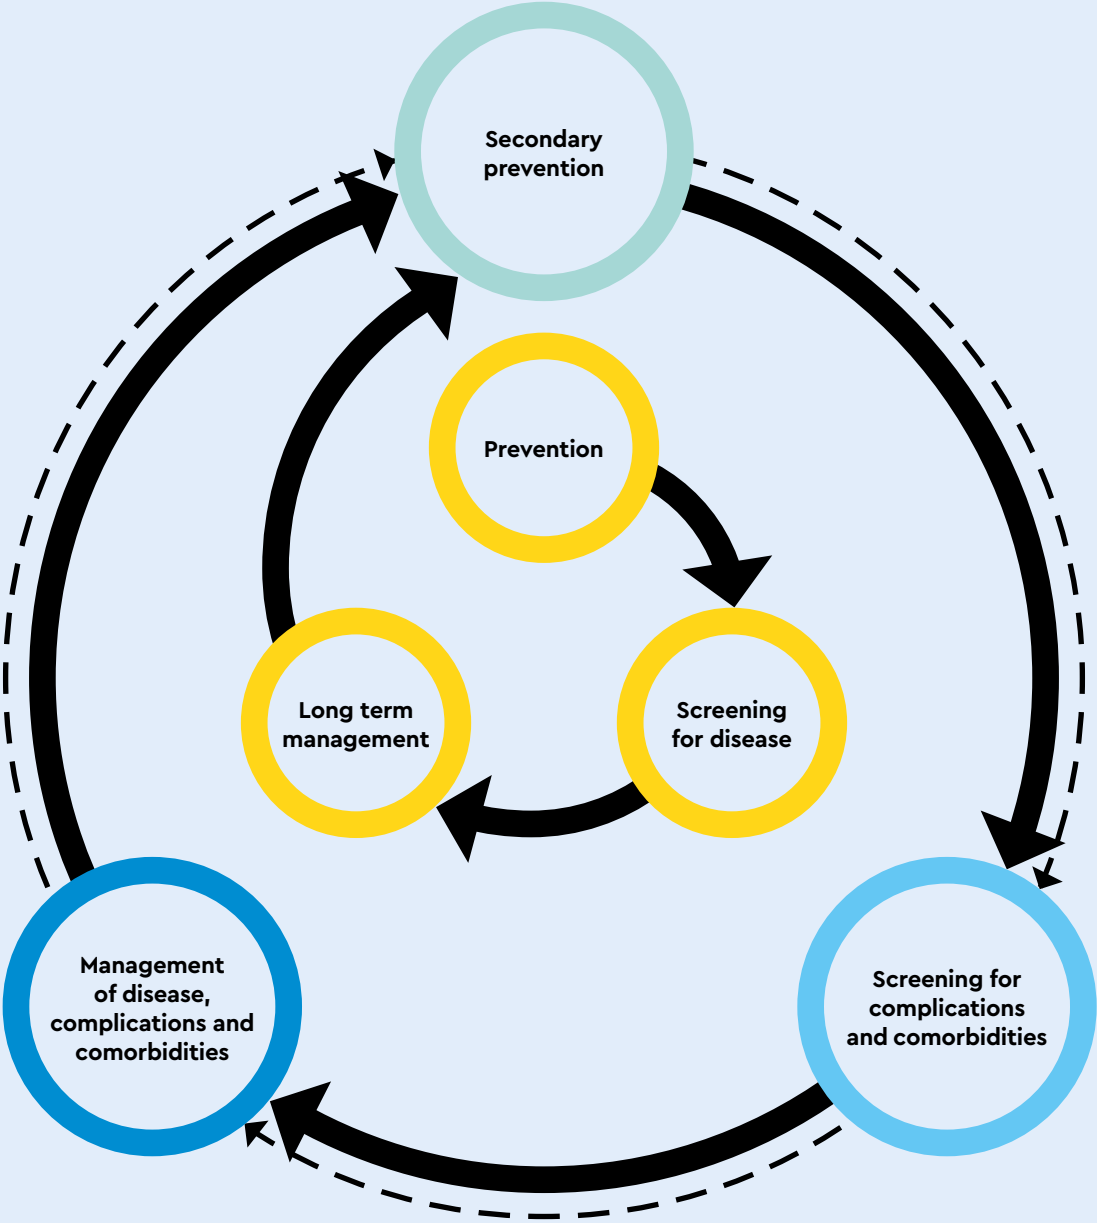 Secondary
prevention
Prevention
Long term
management
Screening
for disease
Management
of disease,
complications and
comorbidities
Screening for
complications
and comorbidities